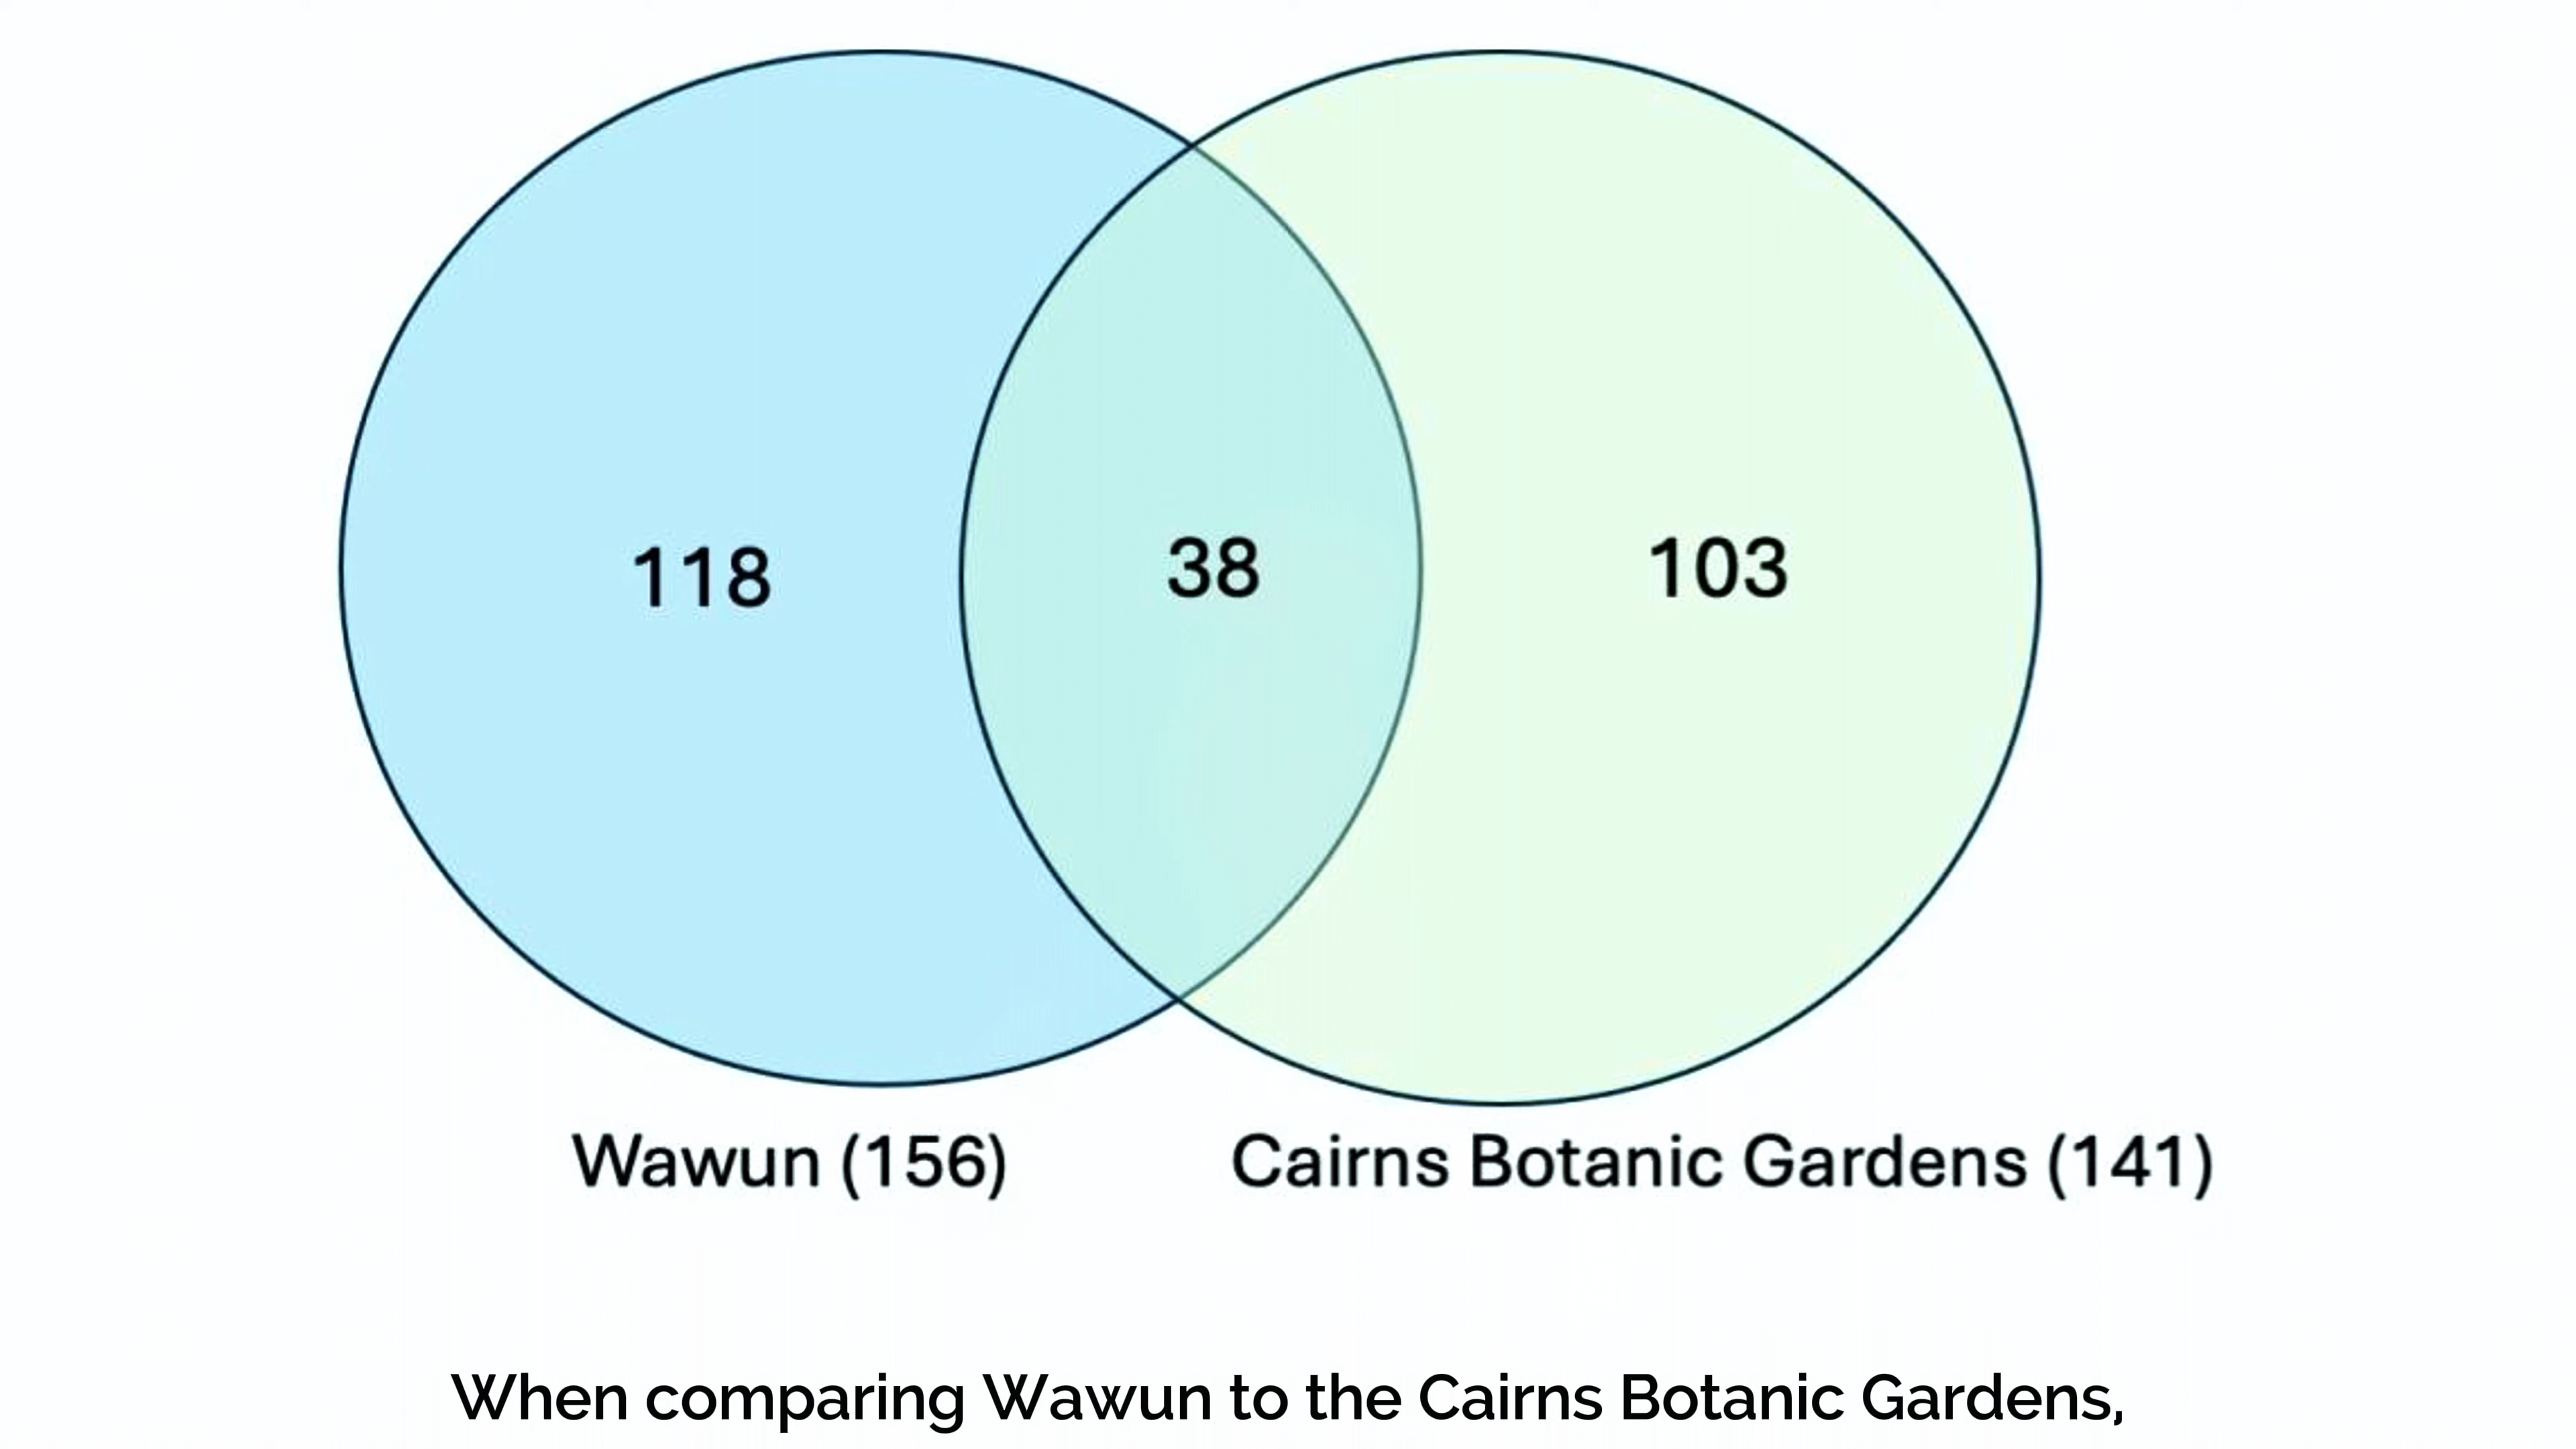 118
38
103
Wawun (156)
Cairns Botanic Gardens (141)
When comparing Wawun to the Cairns Botanic Gardens,